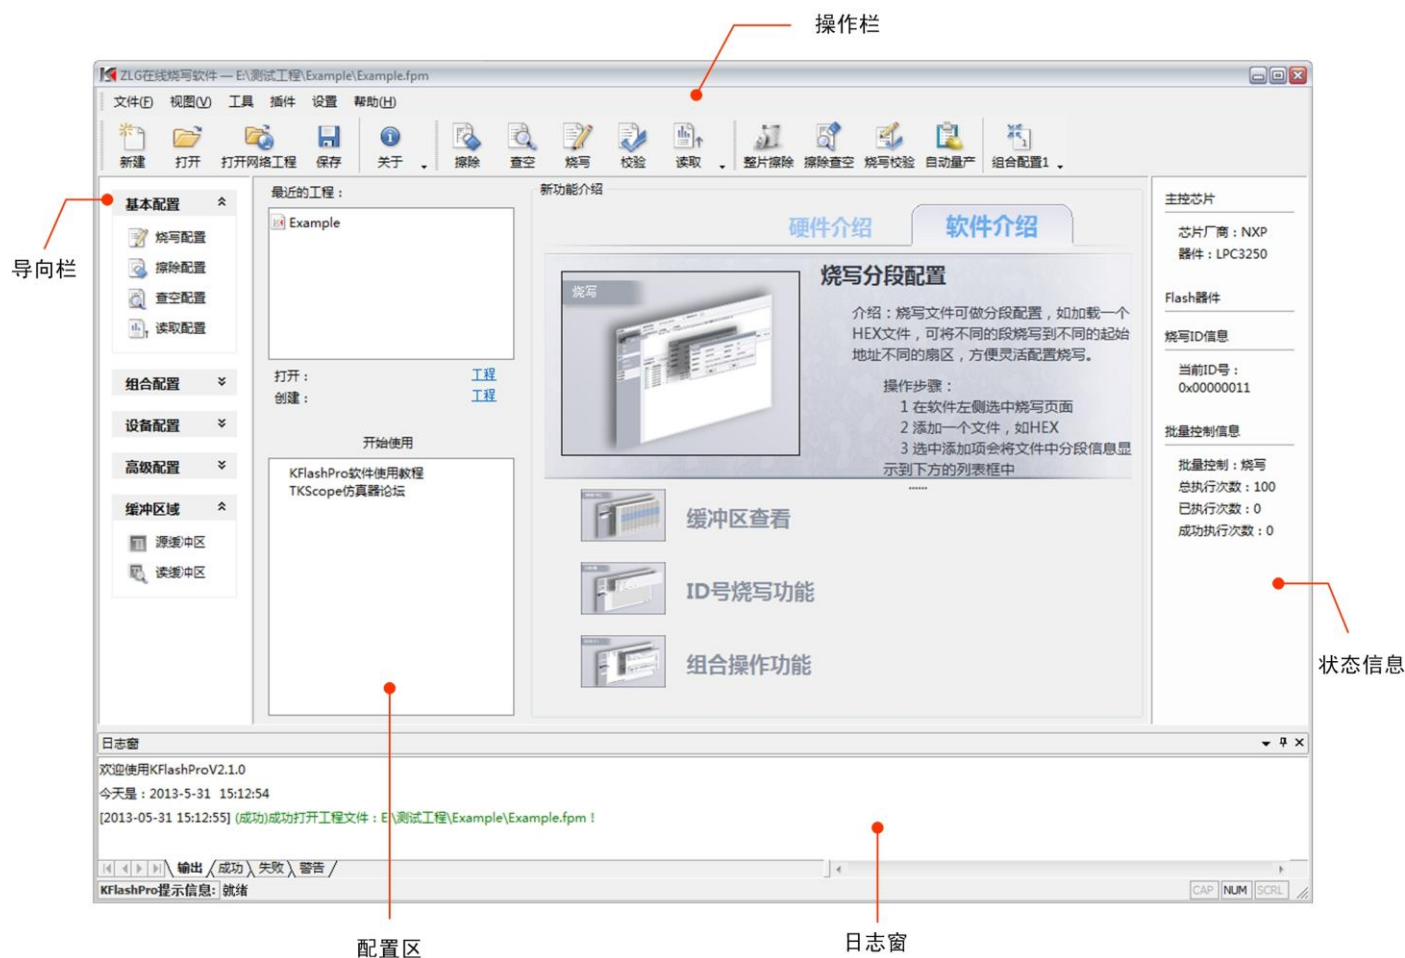 操作栏
ZLG在线烧写软件 — E:\测试工程\Example\Example.fpm
文件(F) 视图(V) 工具 插件 设置 帮助(H)
新建 打开 打开网络工程 保存 关于 擦除 查空 烧写 校验 读取 整片擦除 擦除查空 烧写校验 自动量产 组合配置1
导向栏
基本配置
烧写配置
擦除配置
查空配置
读取配置
组合配置
设备配置
高级配置
缓冲区域
源缓冲区
读缓冲区
最近的工程：
Example
打开： 工程
创建： 工程
开始使用
KFlashPro软件使用教程
TKScope仿真器论坛
新功能介绍
硬件介绍 软件介绍
烧写
烧写分段配置
介绍：烧写文件可做分段配置，如加载一个
HEX文件，可将不同的段烧写到不同的起始
地址不同的扇区，方便灵活配置烧写。
操作步骤：
1 在软件左侧选中烧写页面
2 添加一个文件，如HEX
3 选中添加项会将文件中分段信息显
示到下方的列表框中
......
缓冲区查看
ID号烧写功能
组合操作功能
主控芯片
芯片厂商：NXP
器件：LPC3250
Flash器件
烧写ID信息
当前ID号：
0x00000011
批量控制信息
批量控制：烧写
总执行次数：100
已执行次数：0
成功执行次数：0
状态信息
日志窗
欢迎使用KFlashProV2.1.0
今天是：2013-5-31 15:12:54
[2013-05-31 15:12:55] (成功)成功打开工程文件：E:\测试工程\Example\Example.fpm！
输出 成功 失败 警告
KFlashPro提示信息: 就绪
CAP NUM SCRL
配置区
日志窗